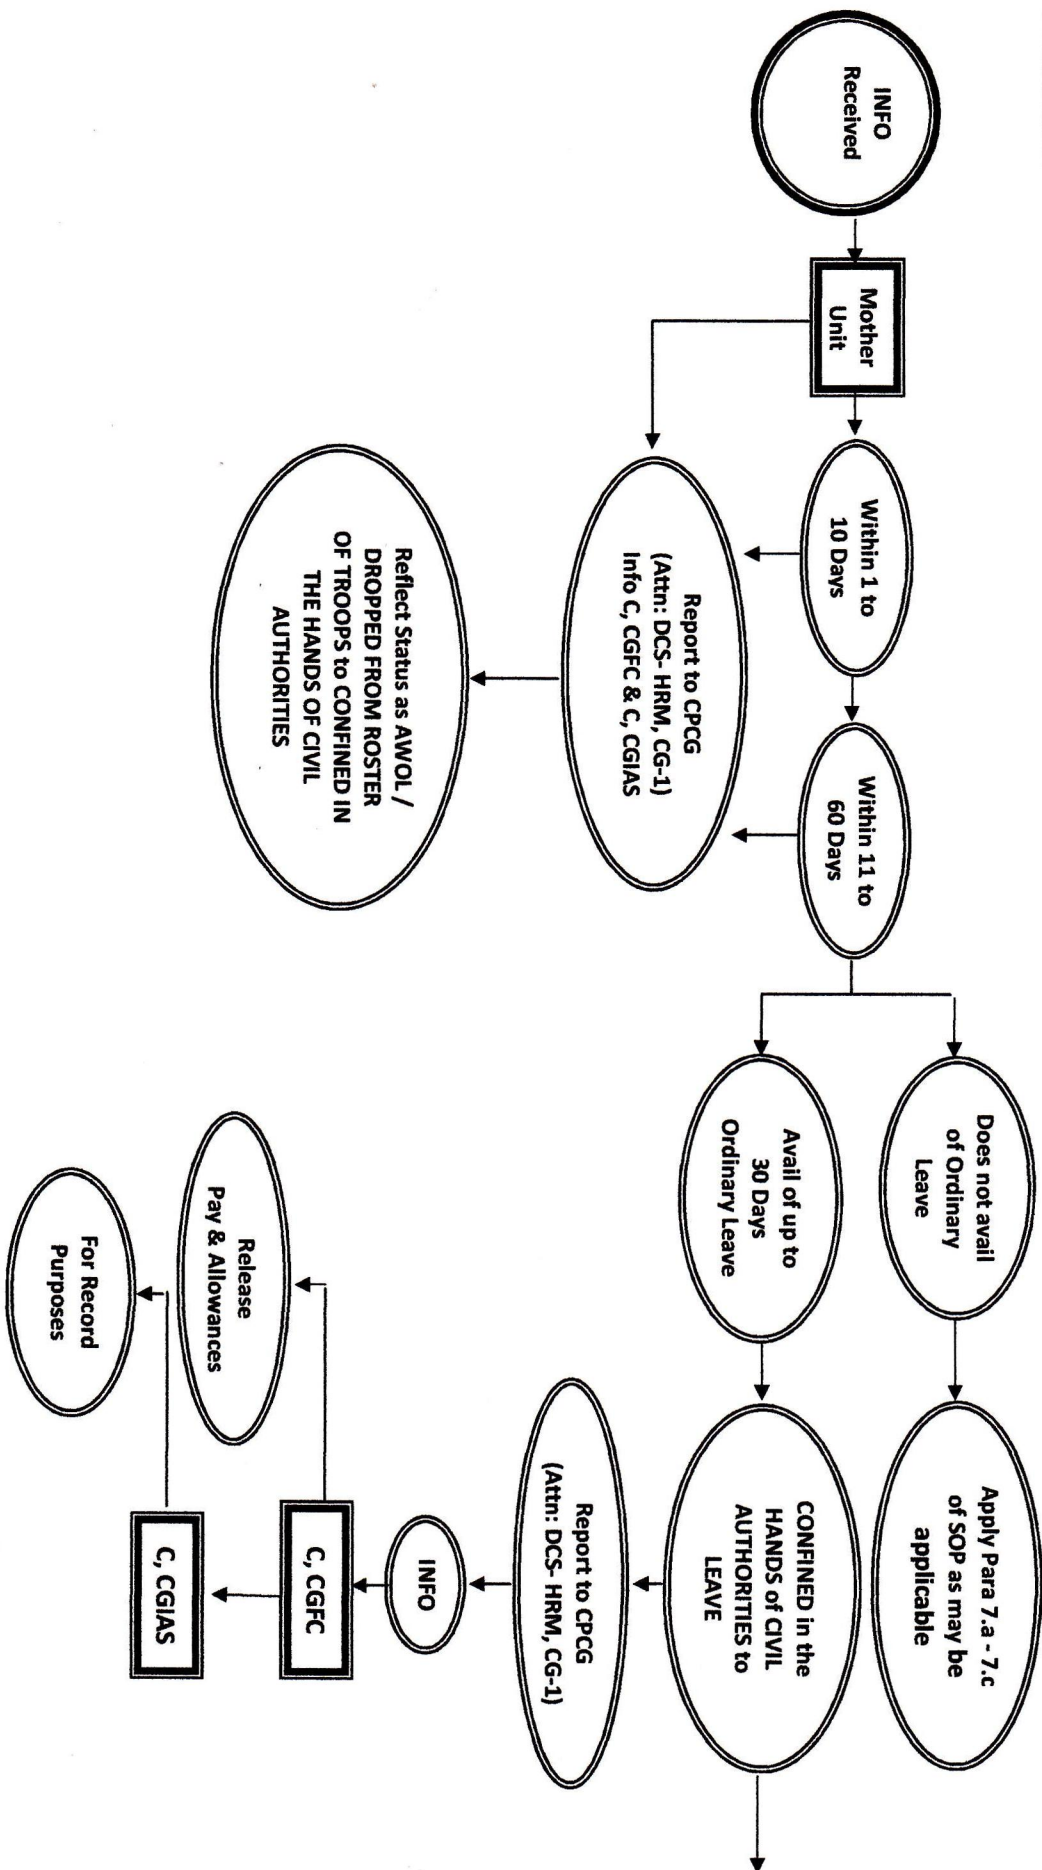 INFO
Received
Mother
Unit
Within 1 to
10 Days
Within 11 to
60 Days
Report to CPCG
(Attn: DCS- HRM, CG-1)
Info C, CGFC & C, CGIAS
Reflect Status as AWOL /
DROPPED FROM ROSTER
OF TROOPS to CONFINED IN
THE HANDS OF CIVIL
AUTHORITIES
Does not avail
of Ordinary
Leave
Apply Para 7.a - 7.c
of SOP as may be
applicable
Avail of up to
30 Days
Ordinary Leave
CONFINED in the
HANDS of CIVIL
AUTHORITIES to
LEAVE
Report to CPCG
(Attn: DCS- HRM, CG-1)
INFO
C, CGFC
Release
Pay & Allowances
C, CGIAS
For Record
Purposes